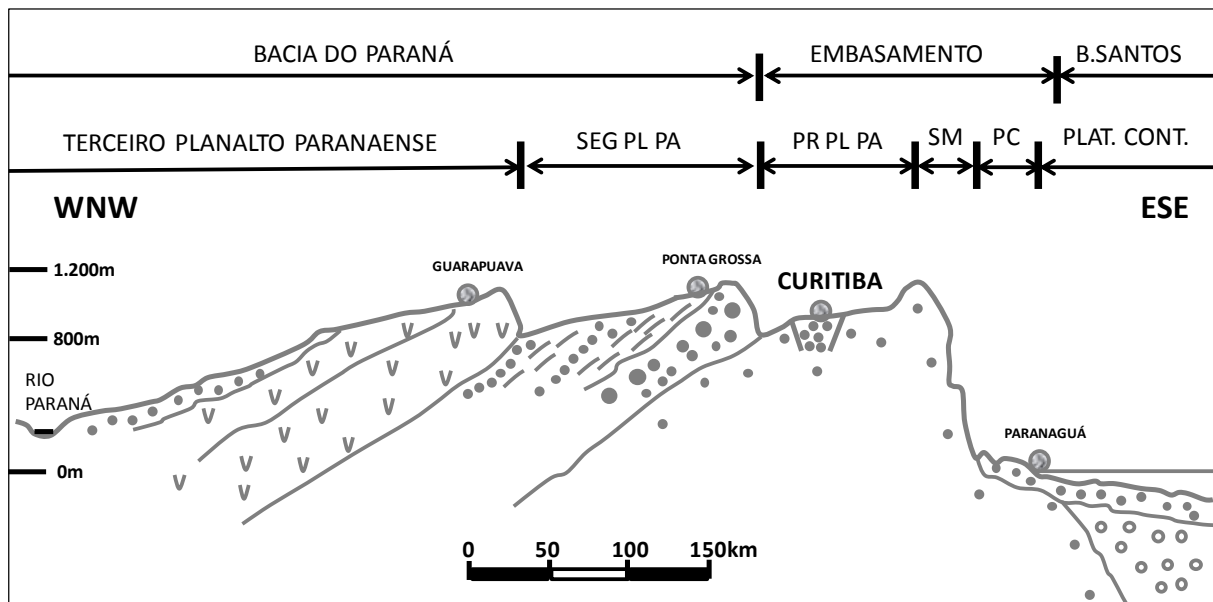 BACIA DO PARANÁ EMBASAMENTO B.SANTOS
TERCEIRO PLANALTO PARANAENSE SEG PL PA PR PL PA SM PC PLAT. CONT.
WNW ESE
1.200m
GUARAPUAVA
PONTA GROSSA
CURITIBA
800m
RIO
PARANÁ
PARANAGUÁ
0m
0 50 100 150km